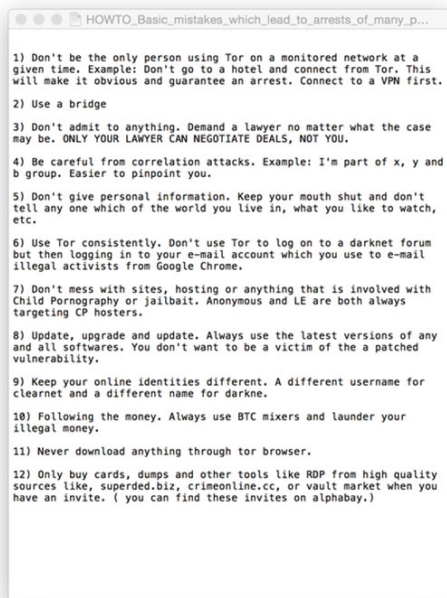 HOWTO_Basic_mistakes_which_lead_to_arrests_of_many_p...
1) Don't be the only person using Tor on a monitored network at a
given time. Example: Don't go to a hotel and connect from Tor. This
will make it obvious and guarantee an arrest. Connect to a VPN first.
2) Use a bridge
3) Don't admit to anything. Demand a lawyer no matter what the case
may be. ONLY YOUR LAWYER CAN NEGOTIATE DEALS, NOT YOU.
4) Be careful from correlation attacks. Example: I'm part of x, y and
b group. Easier to pinpoint you.
5) Don't give personal information. Keep your mouth shut and don't
tell any one which of the world you live in, what you like to watch,
etc.
6) Use Tor consistently. Don't use Tor to log on to a darknet forum
but then logging in to your e-mail account which you use to e-mail
illegal activists from Google Chrome.
7) Don't mess with sites, hosting or anything that is involved with
Child Pornography or jailbait. Anonymous and LE are both always
targeting CP hosters.
8) Update, upgrade and update. Always use the latest versions of any
and all softwares. You don't want to be a victim of the a patched
vulnerability.
9) Keep your online identities different. A different username for
clearnet and a different name for darkne.
10) Following the money. Always use BTC mixers and launder your
illegal money.
11) Never download anything through tor browser.
12) Only buy cards, dumps and other tools like RDP from high quality
sources like, superded.biz, crimeonline.cc, or vault market when you
have an invite. ( you can find these invites on alphabay.)